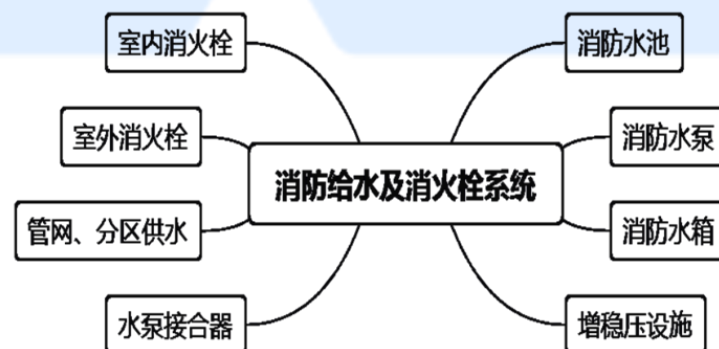 室内消火栓
消防水池
室外消火栓
消防水泵
消防给水及消火栓系统
管网、分区供水
消防水箱
水泵接合器
增稳压设施